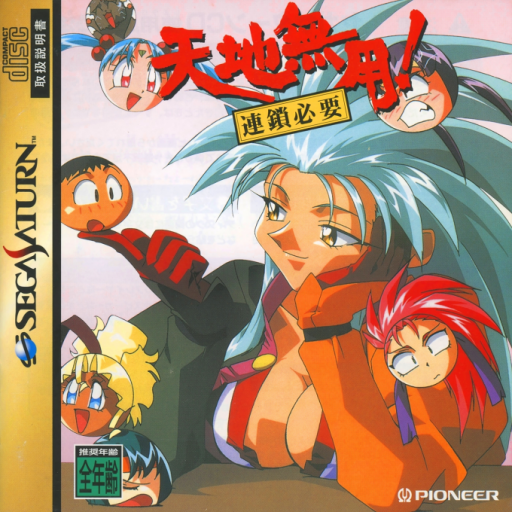 COMPACT
disc
取扱説明書
SEGA SATURN™
天地無用!
連鎖必要
推奨年齢
全年齢
PIONEER